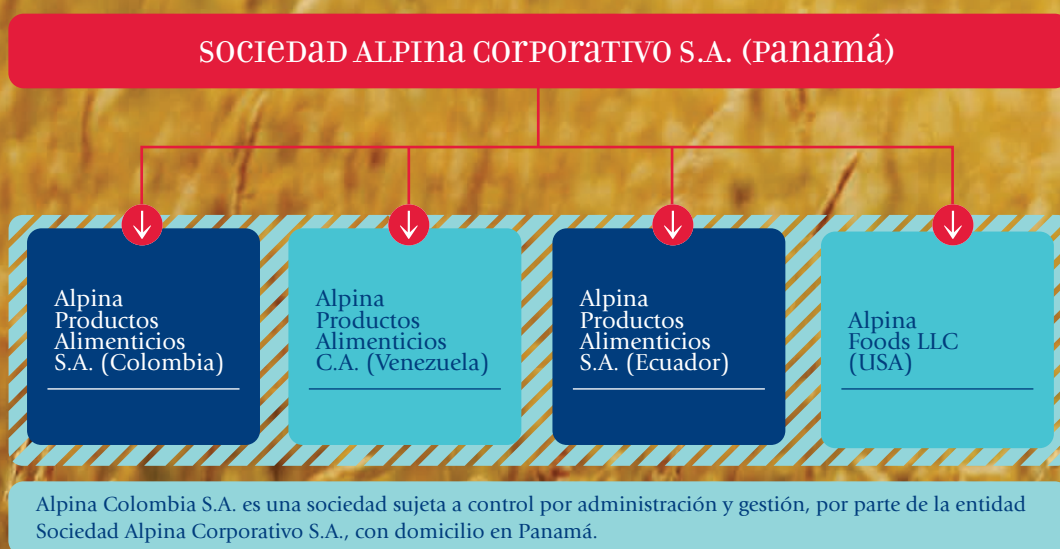 Sociedad Alpina Corporativo S.A. (Panamá)
Alpina
Productos
Alimenticios
S.A. (Colombia)
Alpina
Productos
Alimenticios
C.A. (Venezuela)
Alpina
Productos
Alimenticios
S.A. (Ecuador)
Alpina
Foods LLC
(USA)
Alpina Colombia S.A. es una sociedad sujeta a control por administración y gestión, por parte de la entidad
Sociedad Alpina Corporativo S.A., con domicilio en Panamá.